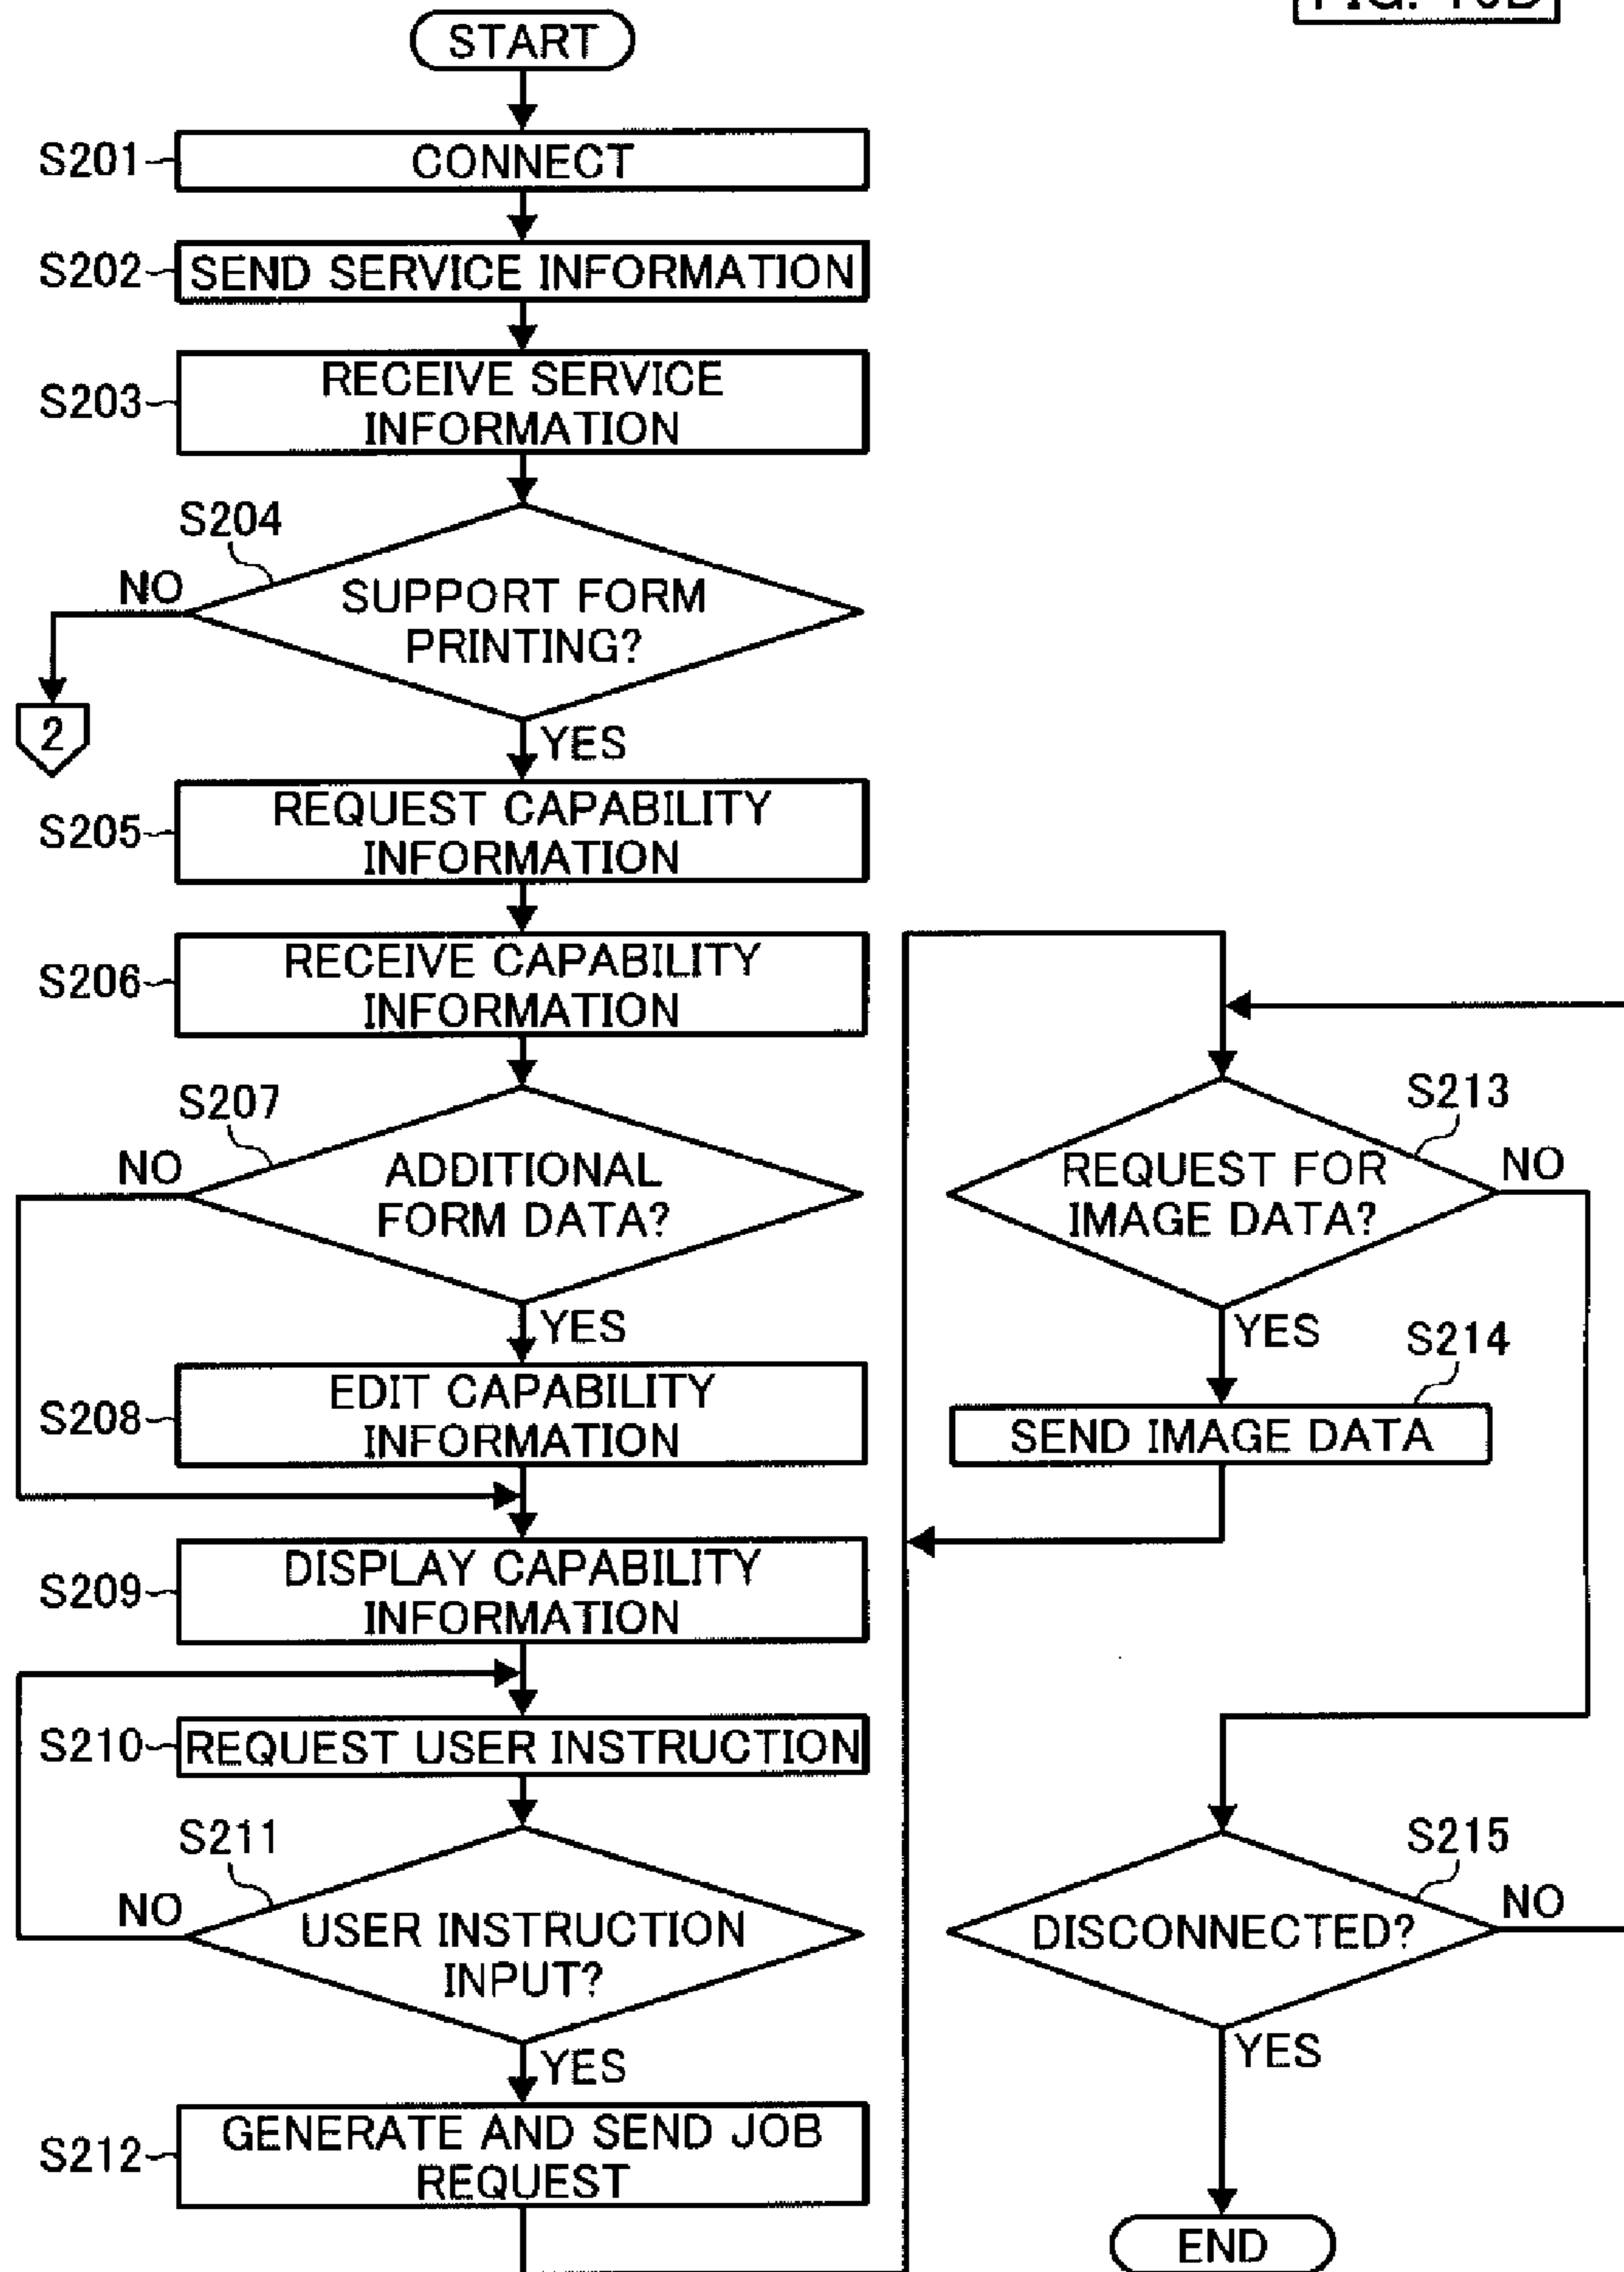 START
S201
CONNECT
S202
SEND SERVICE INFORMATION
S203
RECEIVE SERVICE
INFORMATION
S204
NO
SUPPORT FORM
PRINTING?
2
YES
S205
REQUEST CAPABILITY
INFORMATION
S206
RECEIVE CAPABILITY
INFORMATION
S207
NO
ADDITIONAL
FORM DATA?
YES
S208
EDIT CAPABILITY
INFORMATION
S209
DISPLAY CAPABILITY
INFORMATION
S210
REQUEST USER INSTRUCTION
S211
NO
USER INSTRUCTION
INPUT?
YES
S212
GENERATE AND SEND JOB
REQUEST
S213
REQUEST FOR
IMAGE DATA?
NO
YES
S214
SEND IMAGE DATA
S215
DISCONNECTED?
NO
YES
END